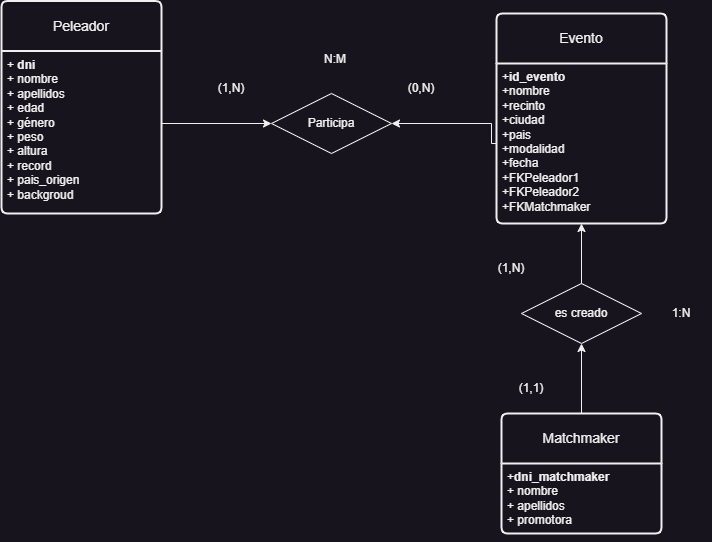 Peleador
+ dni
+ nombre
+ apellidos
+ edad
+ género
+ peso
+ altura
+ record
+ pais_origen
+ backgroud
N:M
(1,N)
(0,N)
Participa
Evento
+id_evento
+nombre
+recinto
+ciudad
+pais
+modalidad
+fecha
+FKPeleador1
+FKPeleador2
+FKMatchmaker
(1,N)
es creado
1:N
(1,1)
Matchmaker
+dni_matchmaker
+ nombre
+ apellidos
+ promotora